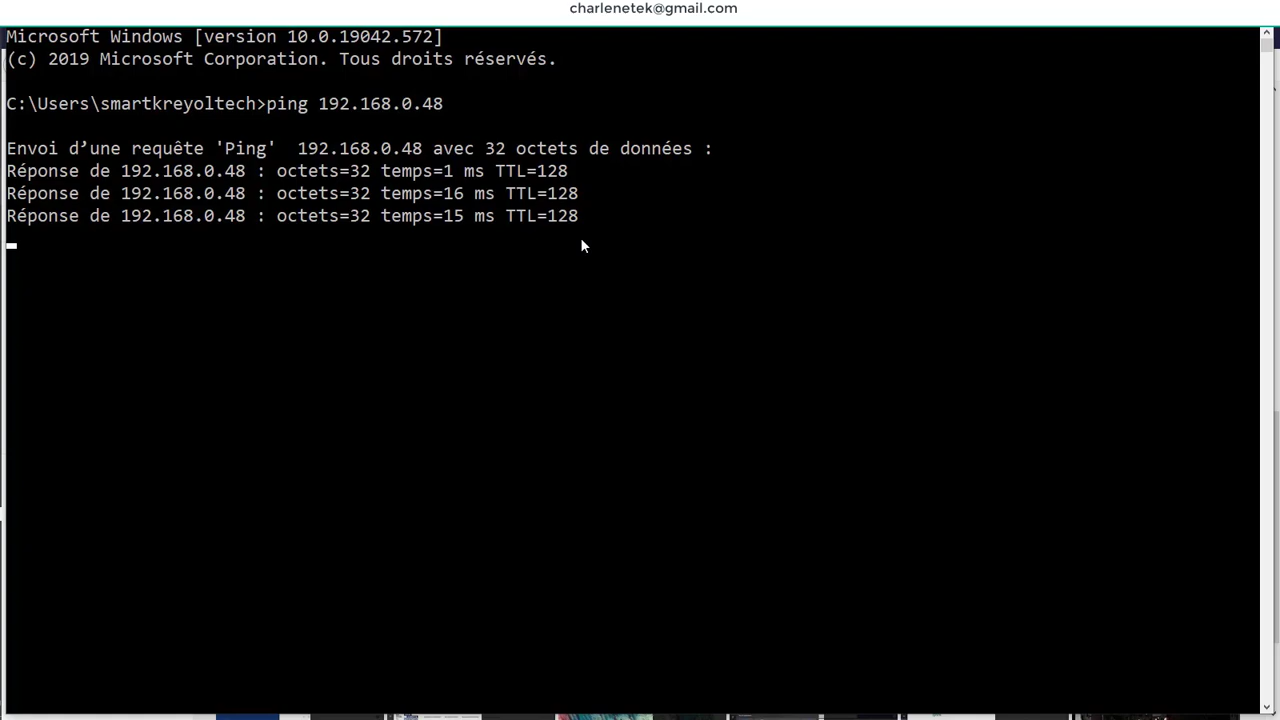 charlenetek@gmail.com
Microsoft Windows [version 10.0.19042.572]
(c) 2019 Microsoft Corporation. Tous droits réservés.
C:\Users\smartkreyoltech>ping 192.168.0.48
Envoi d’une requête 'Ping'  192.168.0.48 avec 32 octets de données :
Réponse de 192.168.0.48 : octets=32 temps=1 ms TTL=128
Réponse de 192.168.0.48 : octets=32 temps=16 ms TTL=128
Réponse de 192.168.0.48 : octets=32 temps=15 ms TTL=128